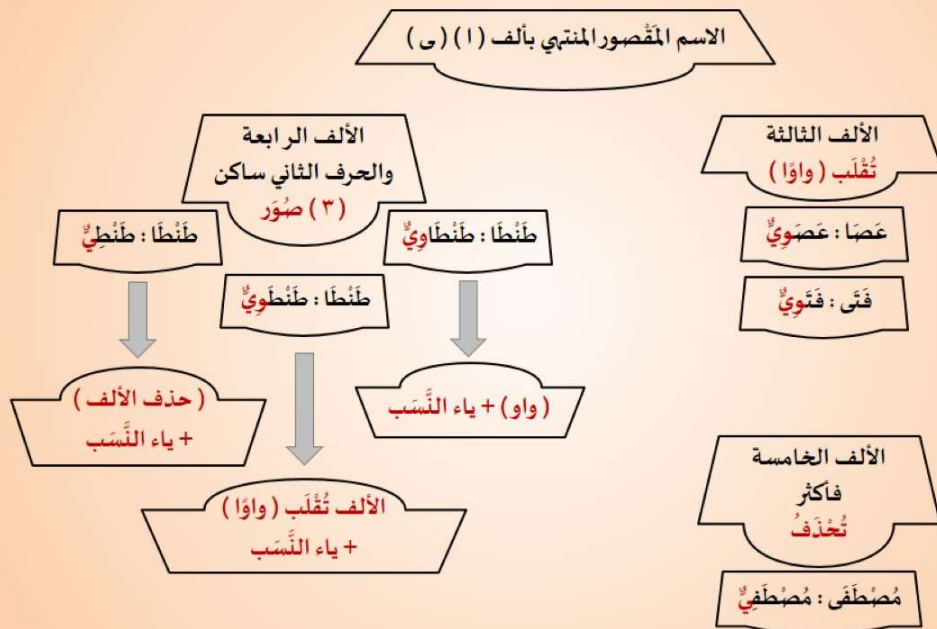 الاسم المَقْصور المنتهي بألف (ا) (ى)
الألف الثالثة
تُقْلَب (واوًا)
عَصَا : عَصَوِيٌّ
فَتَى : فَتَوِيٌّ
الألف الرابعة
والحرف الثاني ساكن
(٣) صُوَر
طَنْطَا : طَنْطَاوِيٌّ
(واو) + ياء النَّسَب
طَنْطَا : طَنْطَوِيٌّ
الألف تُقْلَب (واوًا)
+ ياء النَّسَب
طَنْطَا : طَنْطِيٌّ
(حذف الألف)
+ ياء النَّسَب
الألف الخامسة
فأكثر
تُحْذَفُ
مُصْطَفَى : مُصْطَفِيٌّ